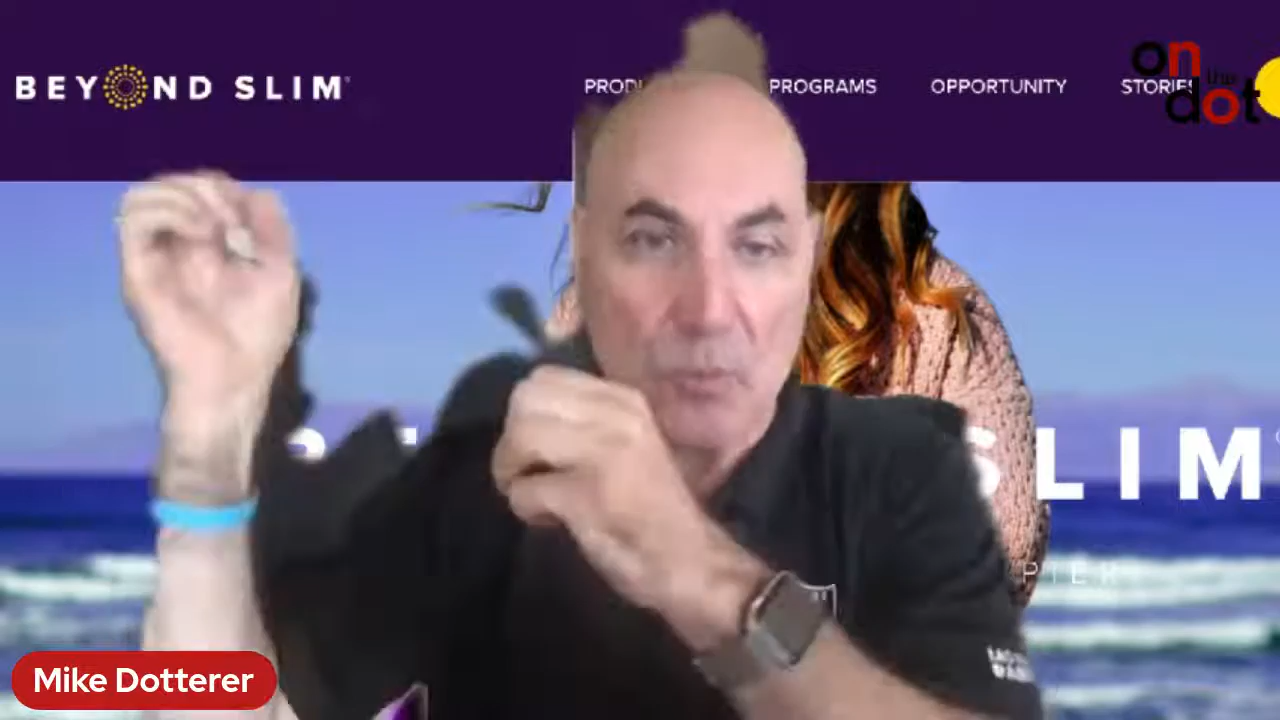 BEYOND SLIM
PROGRAMS
OPPORTUNITY
on
the
dot
SLIM
Mike Dotterer